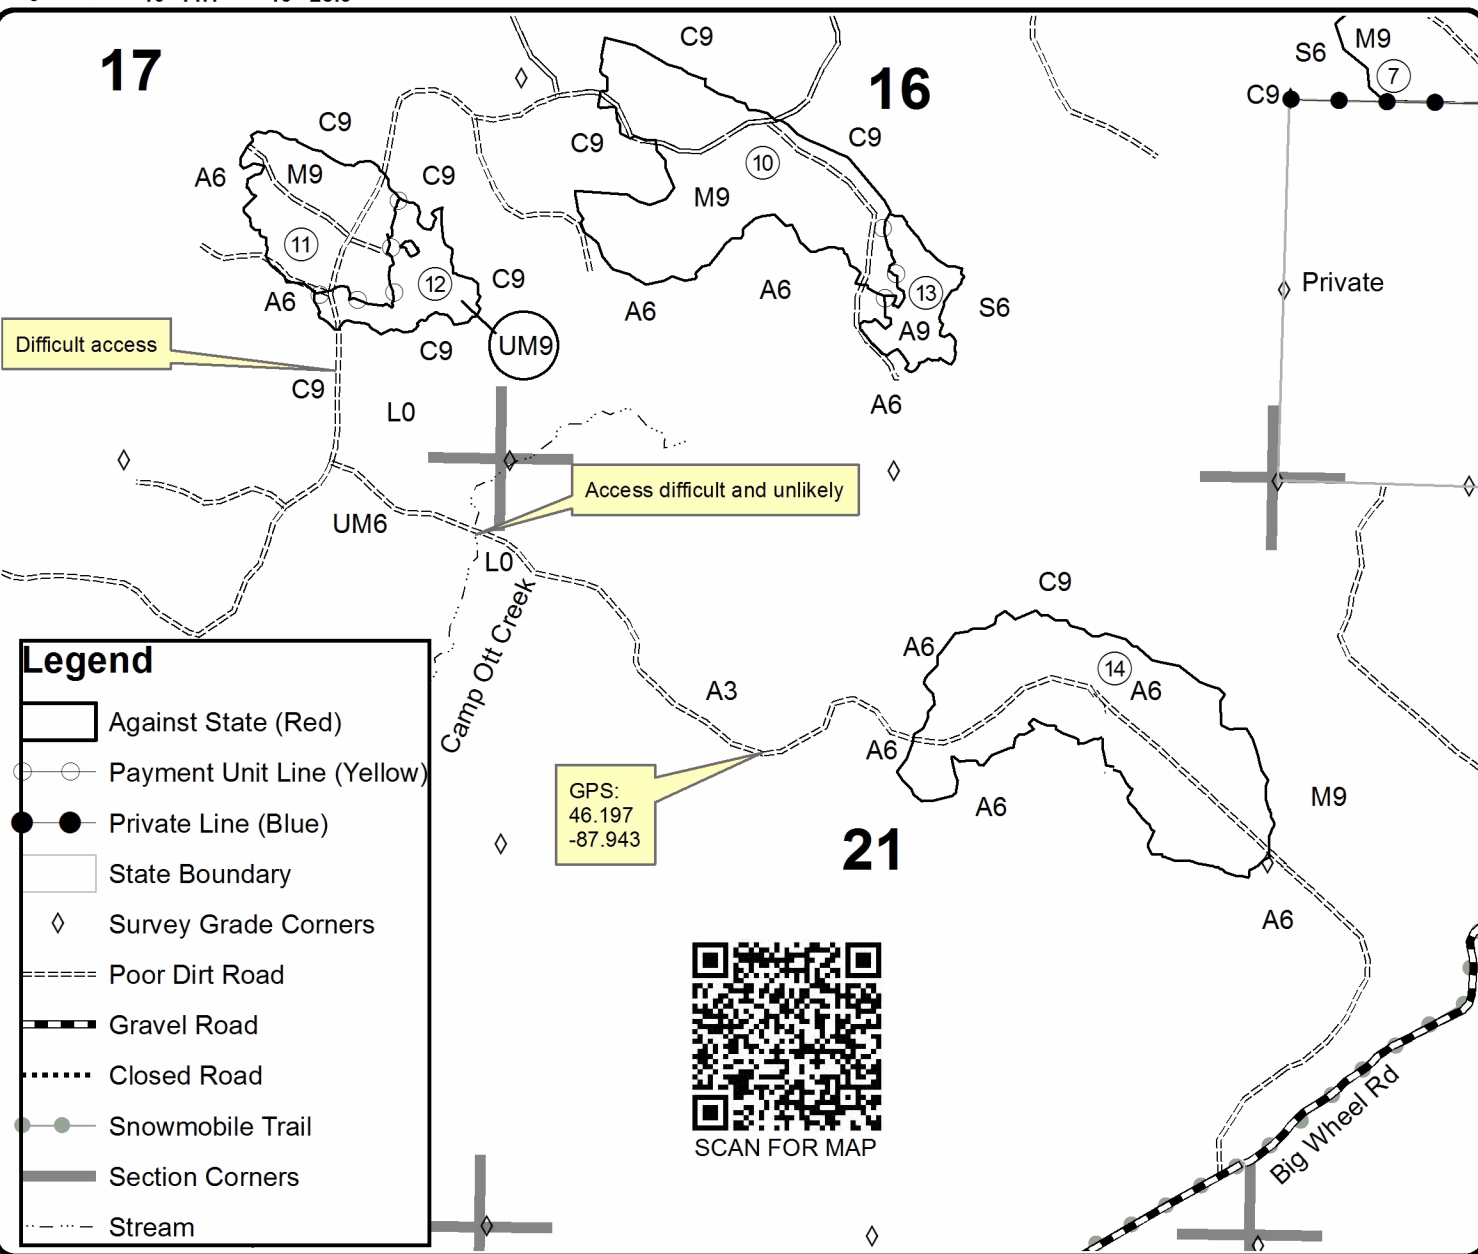 17
16
C9
S6
M9
7
C9
C9
C9
C9
C9
10
A6
M9
C9
M9
11
12
C9
13
Private
A6
A6
A6
S6
A9
UM9
C9
Difficult access
C9
L0
A6
Access difficult and unlikely
UM6
L0
C9
Camp Ott Creek
A6
14
A6
A3
A6
GPS:
46.197
-87.943
A6
M9
21
A6
Big Wheel Rd
SCAN FOR MAP
Legend
Against State (Red)
Payment Unit Line (Yellow)
Private Line (Blue)
State Boundary
Survey Grade Corners
Poor Dirt Road
Gravel Road
Closed Road
Snowmobile Trail
Section Corners
Stream